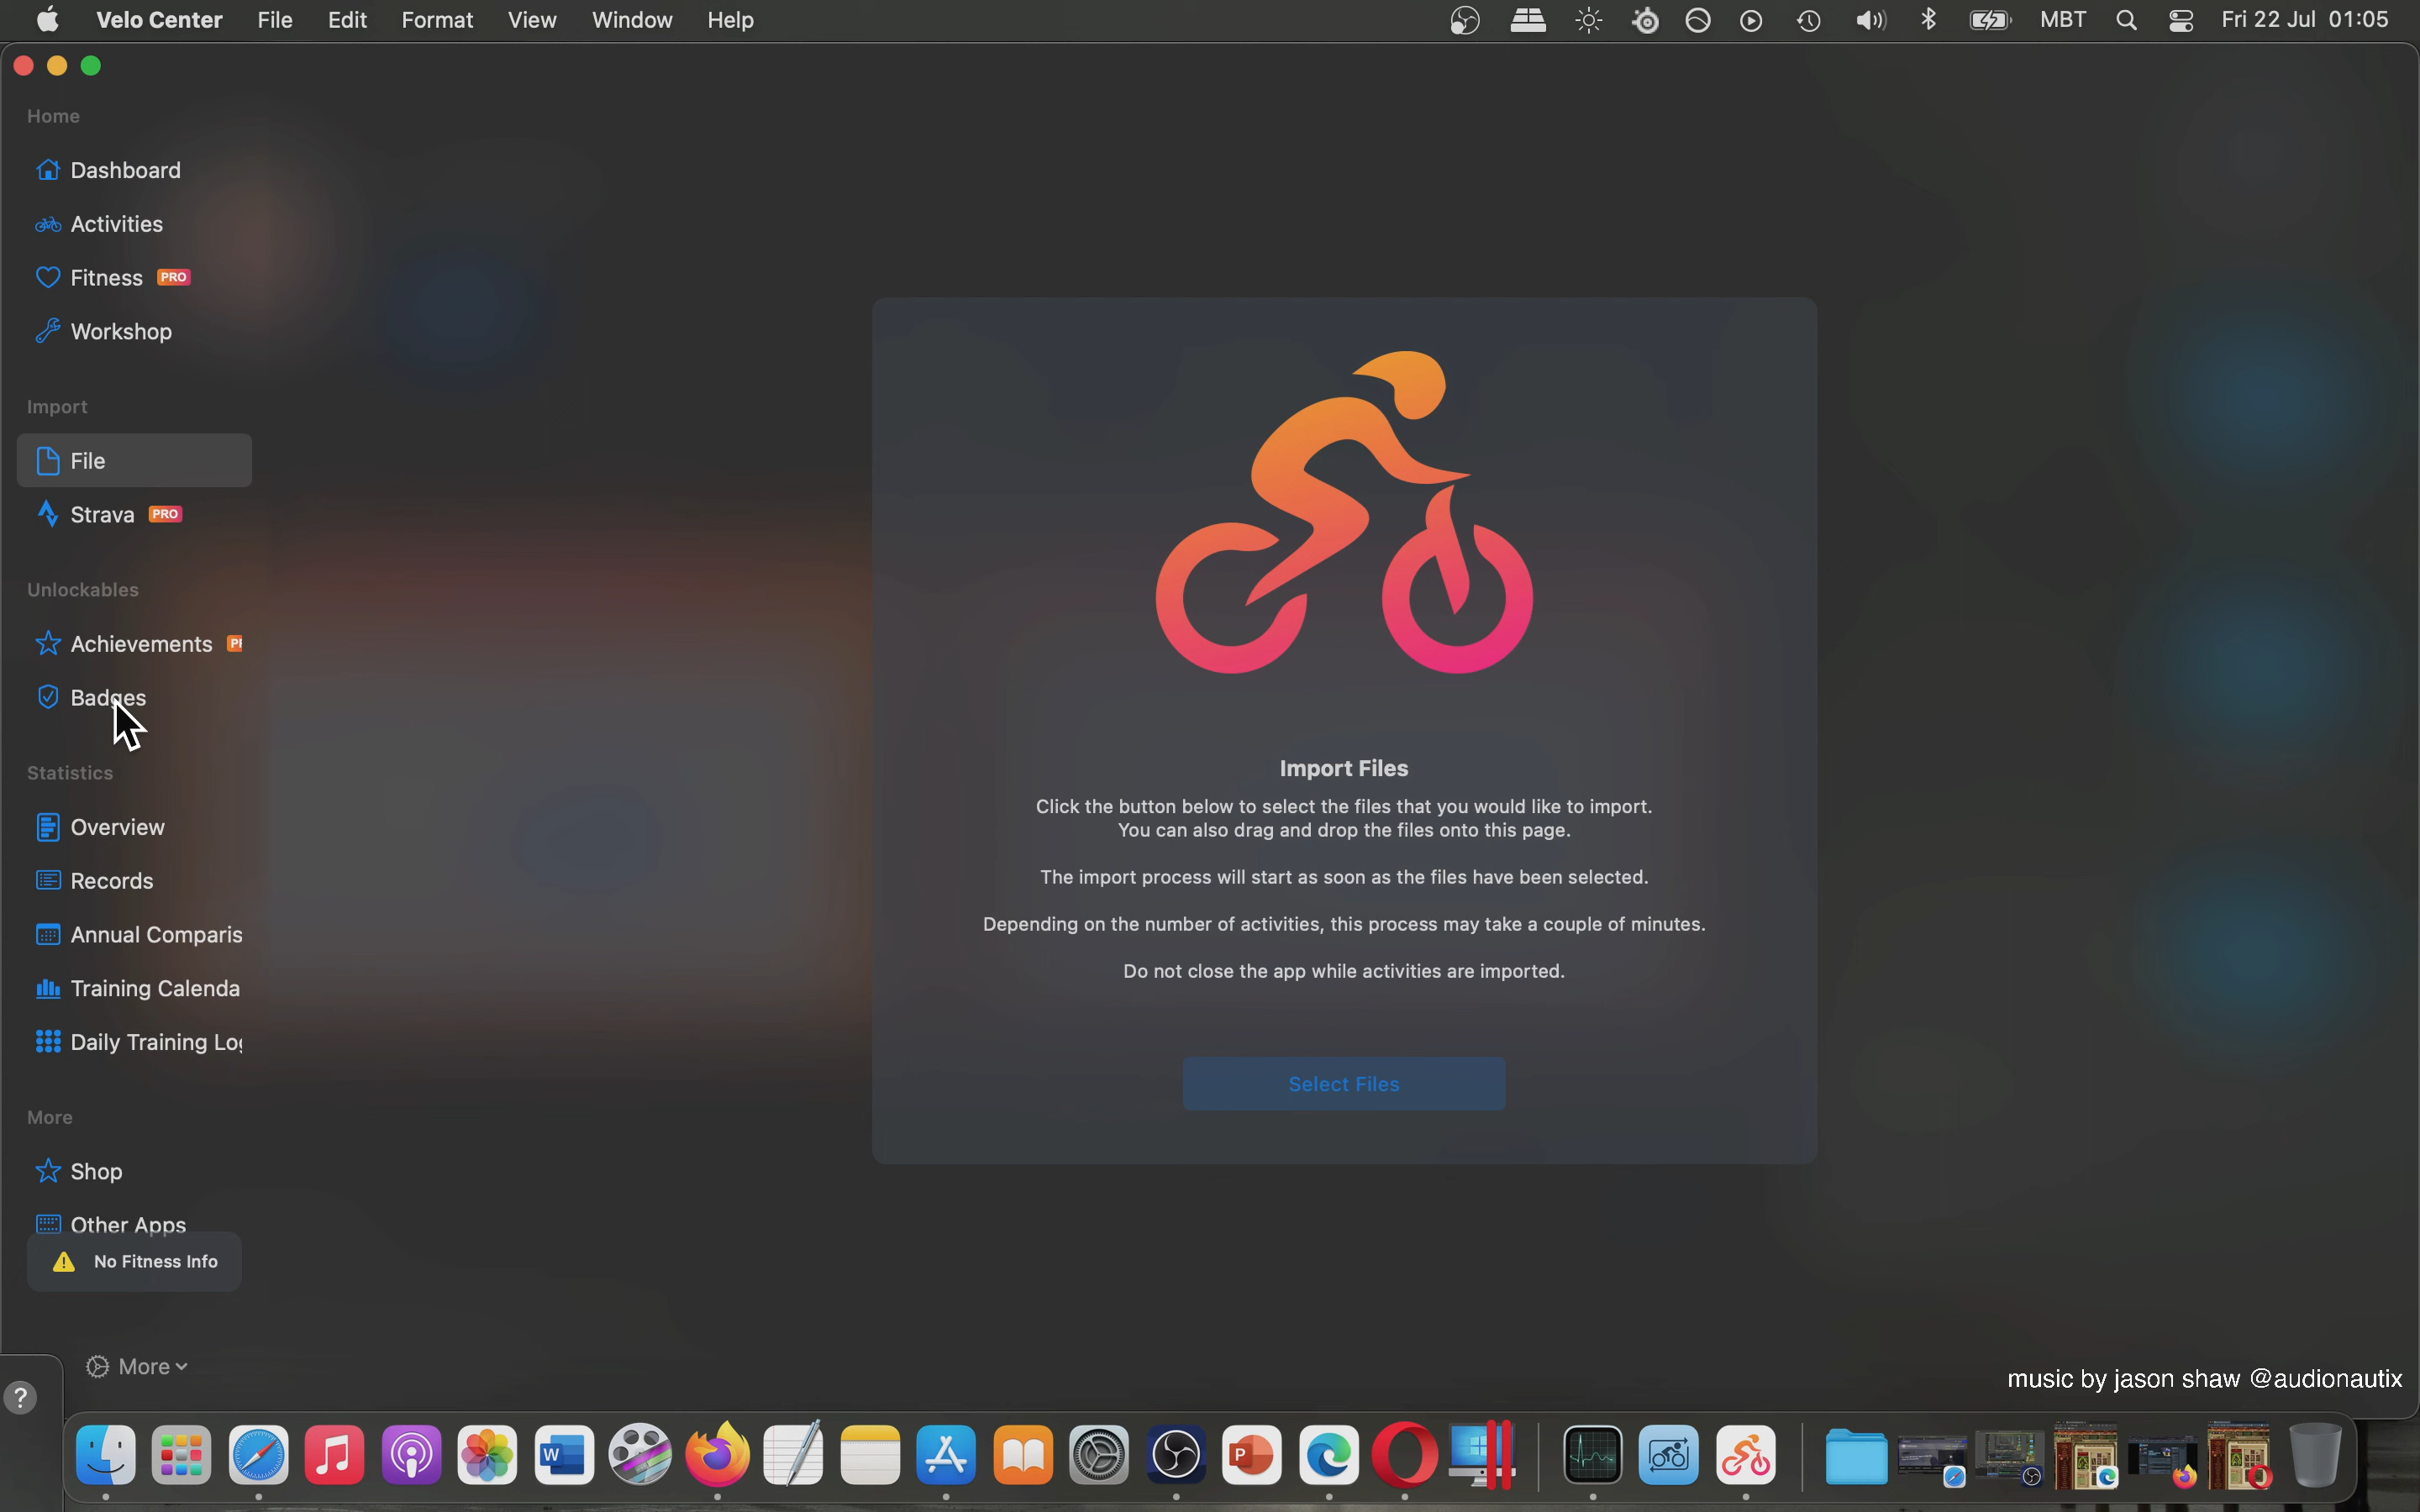 Velo Center File Edit Format View Window Help MBT Fri 22 Jul 01:05
Home
Dashboard
Activities
Fitness PRO
Workshop
Import
File
Strava PRO
Unlockables
Achievements PR
Badges
Statistics
Overview
Records
Annual Comparis
Training Calenda
Daily Training Log
More
Shop
Other Apps
No Fitness Info
More
Import Files
Click the button below to select the files that you would like to import.
You can also drag and drop the files onto this page.
The import process will start as soon as the files have been selected.
Depending on the number of activities, this process may take a couple of minutes.
Do not close the app while activities are imported.
Select Files
music by jason shaw @audionautix
?
W
P